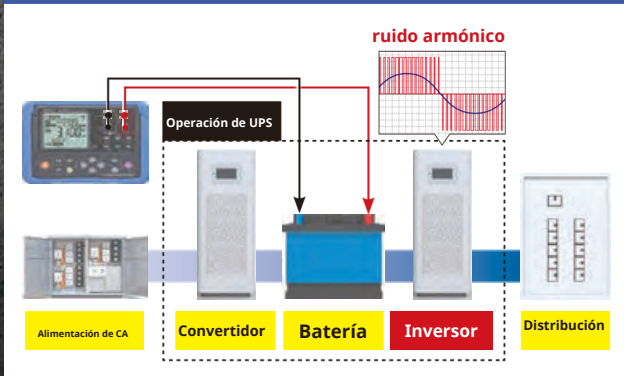 ruido armónico
Operación de UPS
Alimentación de CA
Convertidor
Batería
Inversor
Distribución